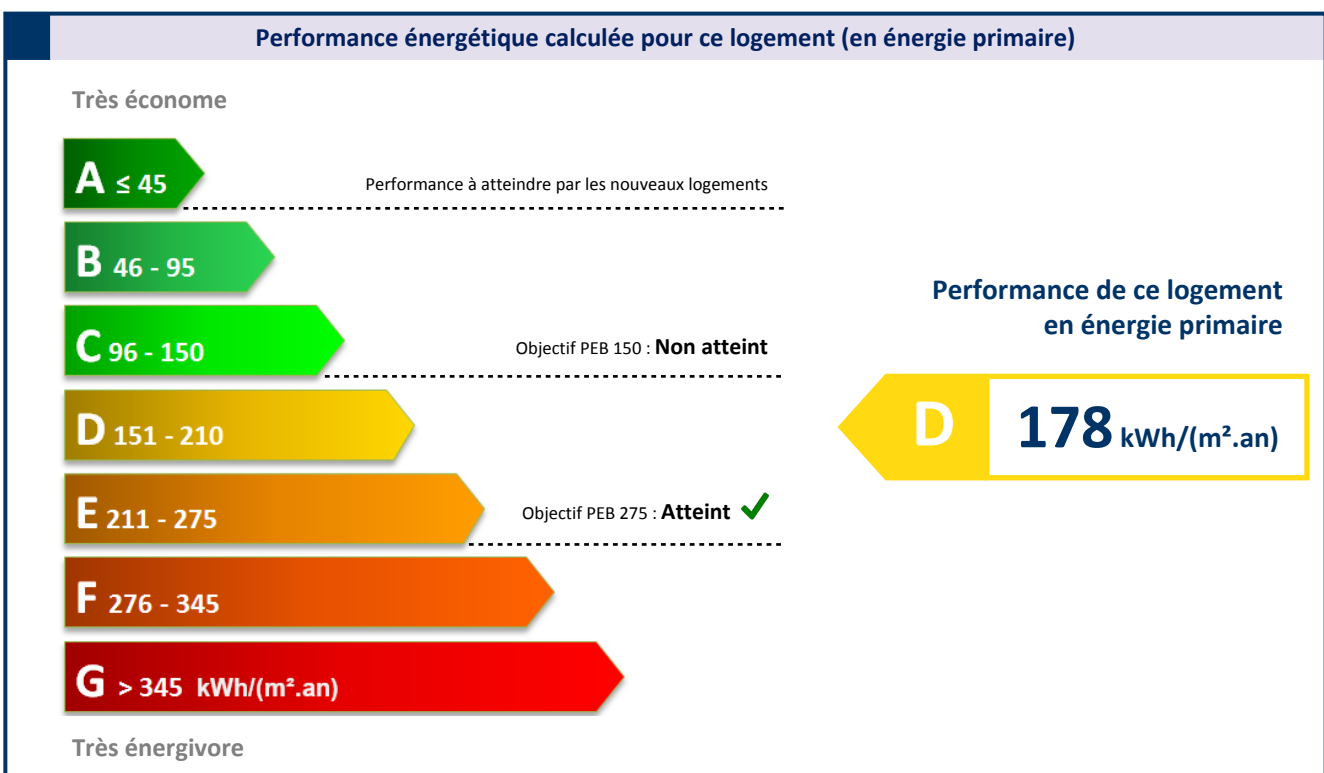 Performance énergétique calculée pour ce logement (en énergie primaire)
Très économe
A ≤ 45
Performance à atteindre par les nouveaux logements
B 46 - 95
C 96 - 150
Objectif PEB 150 : Non atteint
D 151 - 210
E 211 - 275
Objectif PEB 275 : Atteint ✓
F 276 - 345
G > 345 kWh/(m².an)
Très énergivore
Performance de ce logement
en énergie primaire
D 178 kWh/(m².an)